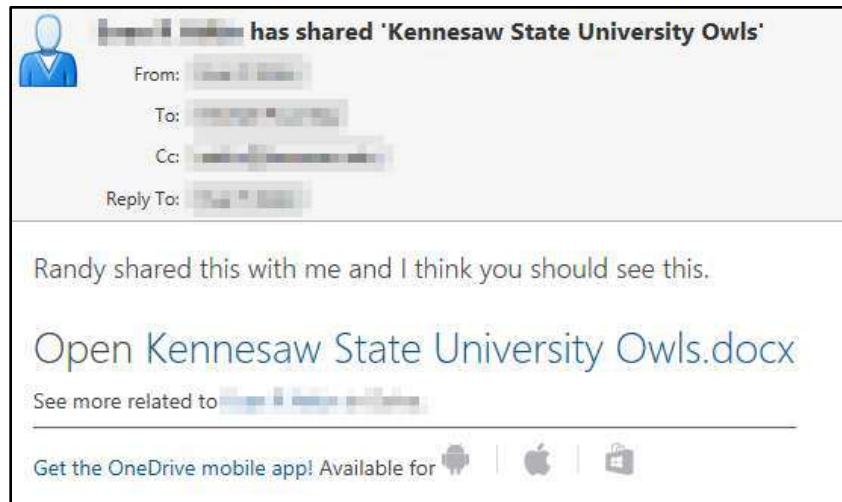 has shared 'Kennesaw State University Owls'
From:
To:
Cc:
Reply To:
Randy shared this with me and I think you should see this.
Open Kennesaw State University Owls.docx
See more related to
Get the OneDrive mobile app! Available for